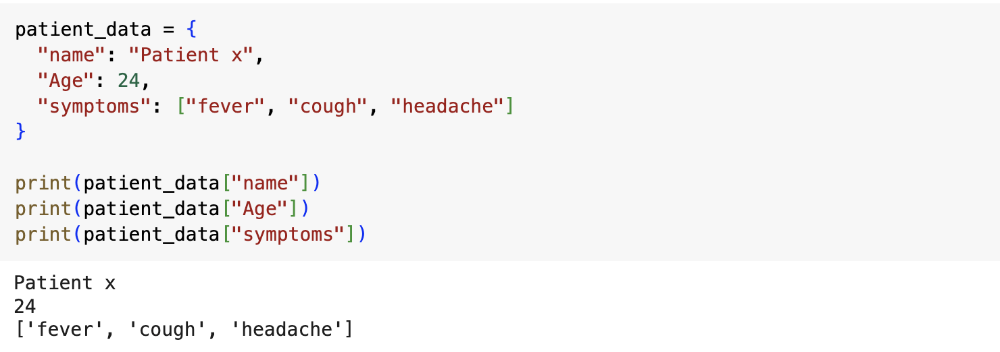 patient_data = {
  "name": "Patient x",
  "Age": 24,
  "symptoms": ["fever", "cough", "headache"]
}

print(patient_data["name"])
print(patient_data["Age"])
print(patient_data["symptoms"])
Patient x
24
['fever', 'cough', 'headache']